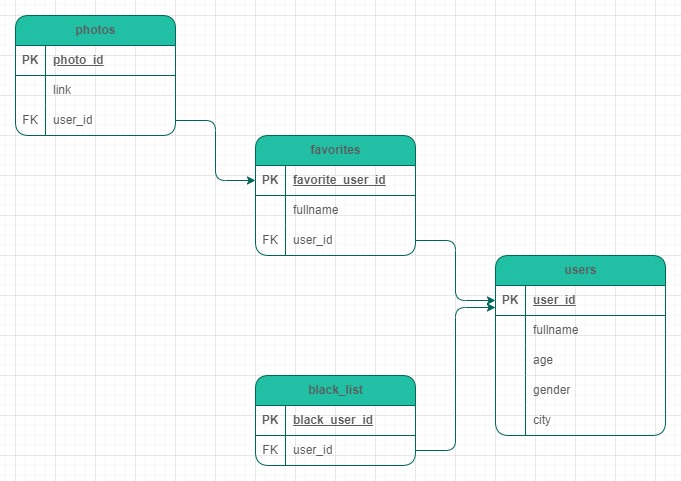 photos
PK photo_id
link
FK user_id
favorites
PK favorite_user_id
fullname
FK user_id
users
PK user_id
fullname
age
gender
city
black_list
PK black_user_id
FK user_id